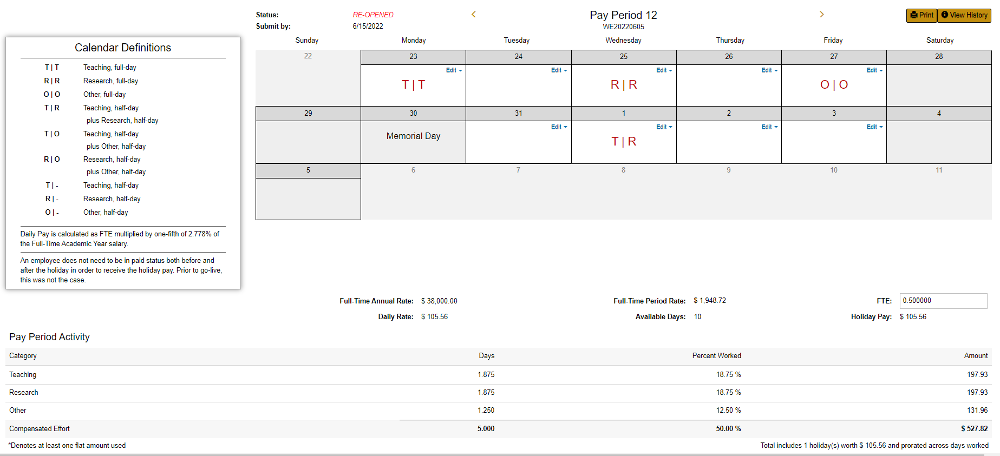 Status: RE-OPENED < Pay Period 12 > Print View History
Submit by: 6/15/2022 WE20220605
Sunday Monday Tuesday Wednesday Thursday Friday Saturday
22 23 24 25 26 27 28
Edit Edit Edit Edit Edit
T | T R | R O | O
29 30 31 1 2 3 4
Edit Edit Edit Edit
Memorial Day T | R
5 6 7 8 9 10 11
Calendar Definitions
T | T Teaching, full-day
R | R Research, full-day
O | O Other, full-day
T | R Teaching, half-day
plus Research, half-day
T | O Teaching, half-day
plus Other, half-day
R | O Research, half-day
plus Other, half-day
T | - Teaching, half-day
R | - Research, half-day
O | - Other, half-day
Daily Pay is calculated as FTE multiplied by one-fifth of 2.778% of
the Full-Time Academic Year salary.
An employee does not need to be in paid status both before and
after the holiday in order to receive the holiday pay. Prior to go-live,
this was not the case.
Full-Time Annual Rate: $ 38,000.00 Full-Time Period Rate: $ 1,948.72 FTE: 0.500000
Daily Rate: $ 105.56 Available Days: 10 Holiday Pay: $ 105.56
Pay Period Activity
Category Days Percent Worked Amount
Teaching 1.875 18.75 % 197.93
Research 1.875 18.75 % 197.93
Other 1.250 12.50 % 131.96
Compensated Effort 5.000 50.00 % $ 527.82
*Denotes at least one flat amount used Total includes 1 holiday(s) worth $ 105.56 and prorated across days worked